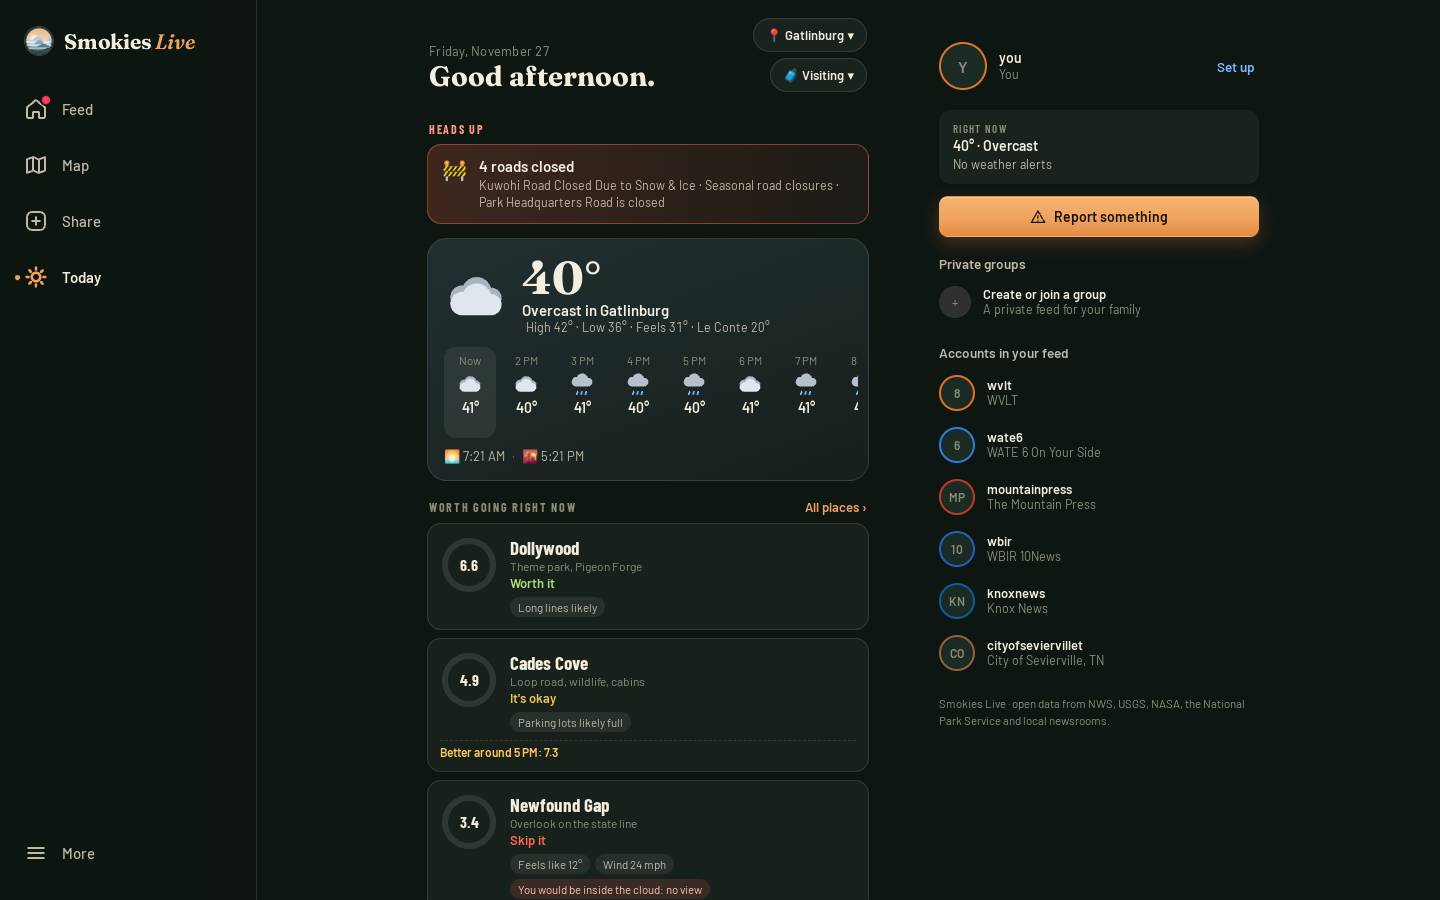 Smokies Live
Feed
Map
Share
Today
More
Friday, November 27
Good afternoon.
📍 Gatlinburg ▾
🧳 Visiting ▾
HEADS UP
4 roads closed
Kuwohi Road Closed Due to Snow & Ice · Seasonal road closures ·
Park Headquarters Road is closed
40°
Overcast in Gatlinburg
High 42° · Low 36° · Feels 31° · Le Conte 20°
Now 2 PM 3 PM 4 PM 5 PM 6 PM 7 PM 8
41° 40° 41° 40° 40° 41° 41° 4
7:21 AM · 5:21 PM
WORTH GOING RIGHT NOW
All places ›
6.6
Dollywood
Theme park, Pigeon Forge
Worth it
Long lines likely
4.9
Cades Cove
Loop road, wildlife, cabins
It's okay
Parking lots likely full
Better around 5 PM: 7.3
3.4
Newfound Gap
Overlook on the state line
Skip it
Feels like 12° Wind 24 mph
You would be inside the cloud: no view
Y
you
You
Set up
RIGHT NOW
40° · Overcast
No weather alerts
Report something
Private groups
+
Create or join a group
A private feed for your family
Accounts in your feed
8
wvlt
WVLT
6
wate6
WATE 6 On Your Side
MP
mountainpress
The Mountain Press
10
wbir
WBIR 10News
KN
knoxnews
Knox News
CO
cityofseviervillet
City of Sevierville, TN
Smokies Live · open data from NWS, USGS, NASA, the National
Park Service and local newsrooms.